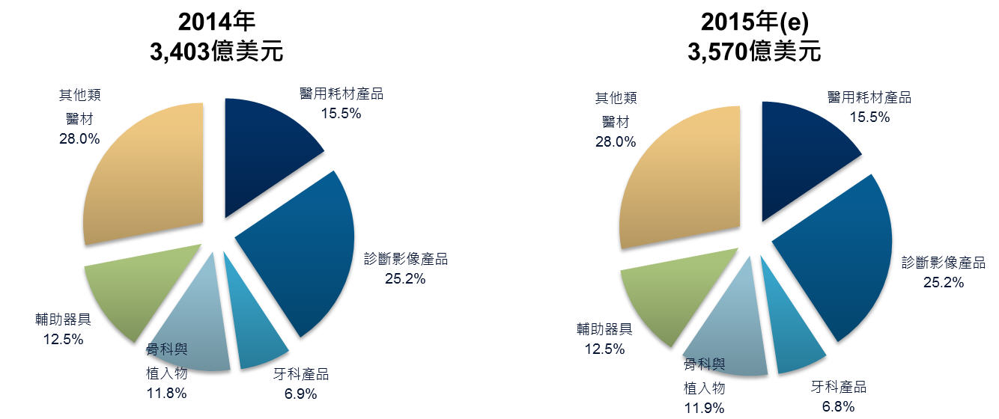 2014年
3,403億美元
其他類
醫材
28.0%
醫用耗材產品
15.5%
診斷影像產品
25.2%
輔助器具
12.5%
骨科與
植入物
11.8%
牙科產品
6.9%
2015年(e)
3,570億美元
其他類
醫材
28.0%
醫用耗材產品
15.5%
診斷影像產品
25.2%
輔助器具
12.5%
骨科與
植入物
11.9%
牙科產品
6.8%